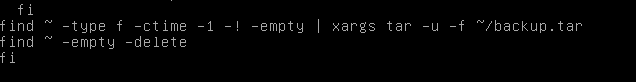 fi
find ~ -type f -ctime -1 -! -empty | xargs tar -u -f ~/backup.tar
find ~ -empty -delete
fi